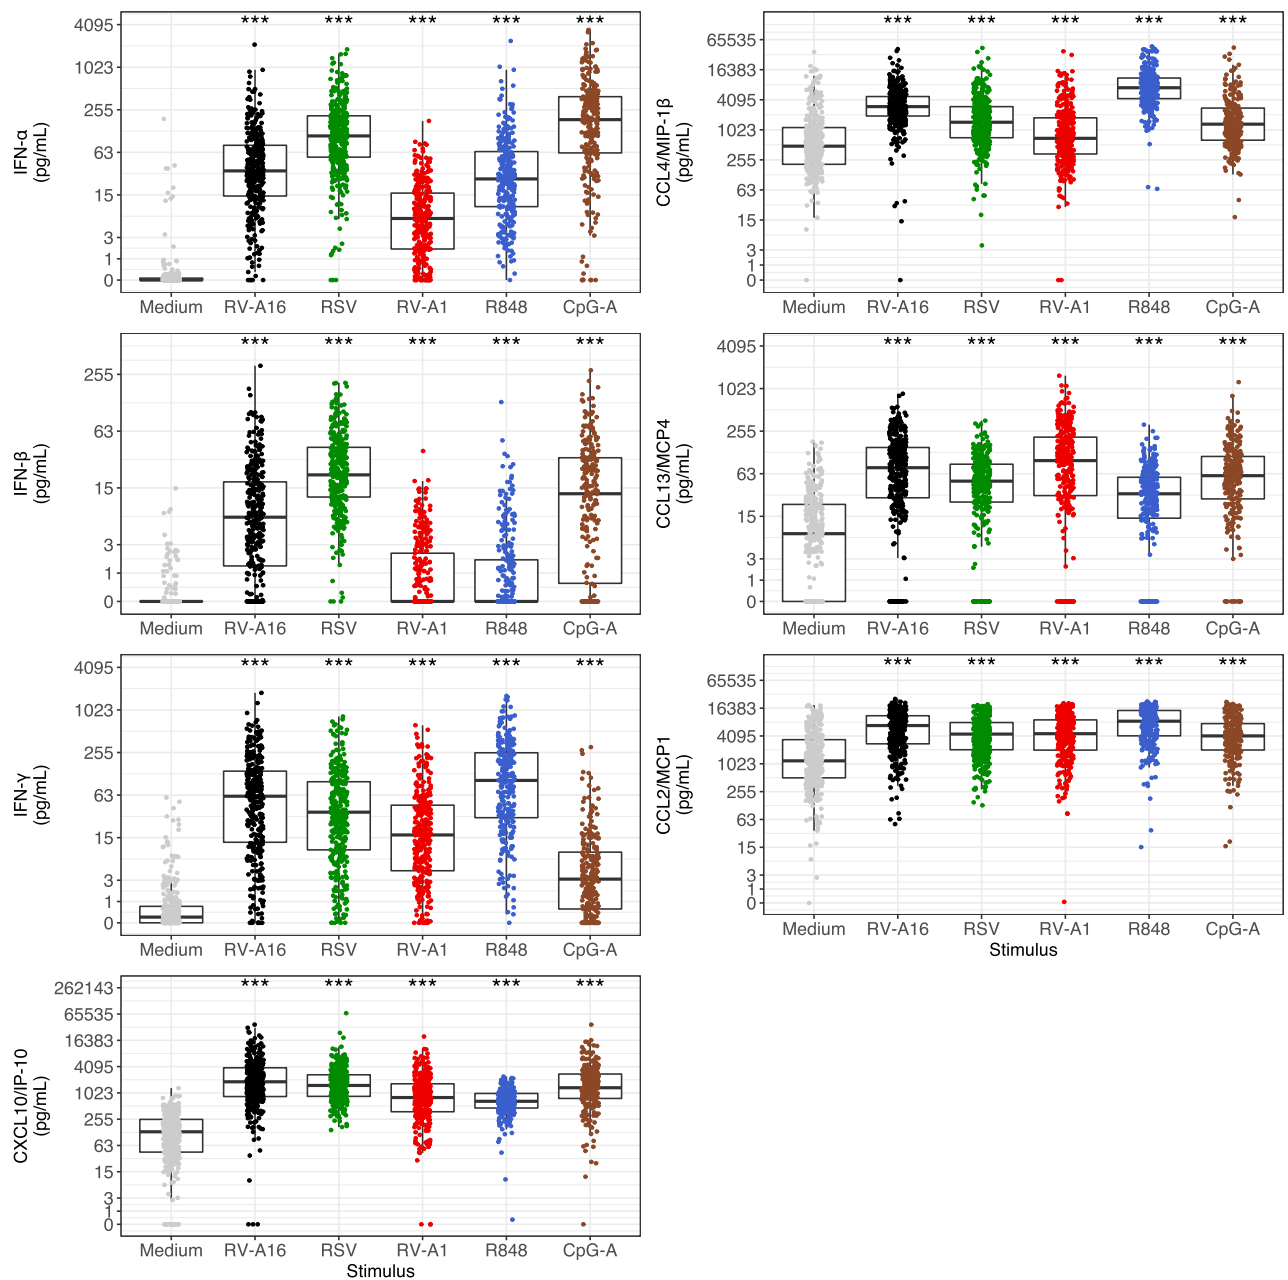 IFN-α
(pg/mL)
4095
1023
255
63
15
3
1
0
*** *** *** *** ***
Medium RV-A16 RSV RV-A1 R848 CpG-A
CCL4/MIP-1β
(pg/mL)
65535
16383
4095
1023
255
63
15
3
1
0
*** *** *** *** ***
Medium RV-A16 RSV RV-A1 R848 CpG-A
IFN-β
(pg/mL)
255
63
15
3
1
0
*** *** *** *** ***
Medium RV-A16 RSV RV-A1 R848 CpG-A
CCL13/MCP4
(pg/mL)
4095
1023
255
63
15
3
1
0
*** *** *** *** ***
Medium RV-A16 RSV RV-A1 R848 CpG-A
IFN-γ
(pg/mL)
4095
1023
255
63
15
3
1
0
*** *** *** *** ***
Medium RV-A16 RSV RV-A1 R848 CpG-A
CCL2/MCP1
(pg/mL)
65535
16383
4095
1023
255
63
15
3
1
0
*** *** *** *** ***
Medium RV-A16 RSV RV-A1 R848 CpG-A
Stimulus
CXCL10/IP-10
(pg/mL)
262143
65535
16383
4095
1023
255
63
15
3
1
0
*** *** *** *** ***
Medium RV-A16 RSV RV-A1 R848 CpG-A
Stimulus